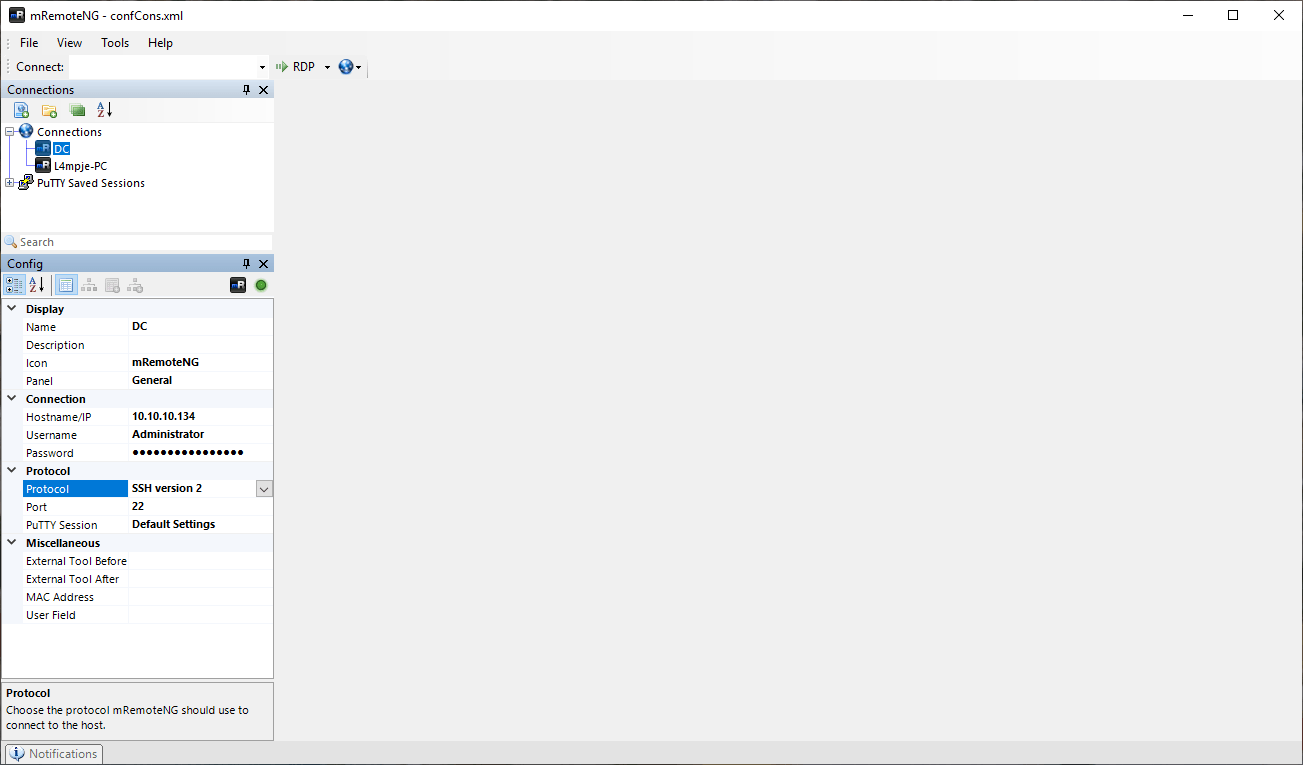 mRemoteNG - confCons.xml
File View Tools Help
Connect: RDP
Connections
Connections
DC
L4mpje-PC
PuTTY Saved Sessions
Search
Config
Display
Name DC
Description
Icon mRemoteNG
Panel General
Connection
Hostname/IP 10.10.10.134
Username Administrator
Password ●●●●●●●●●●●●●●●●
Protocol
Protocol SSH version 2
Port 22
PuTTY Session Default Settings
Miscellaneous
External Tool Before
External Tool After
MAC Address
User Field
Protocol
Choose the protocol mRemoteNG should use to
connect to the host.
Notifications